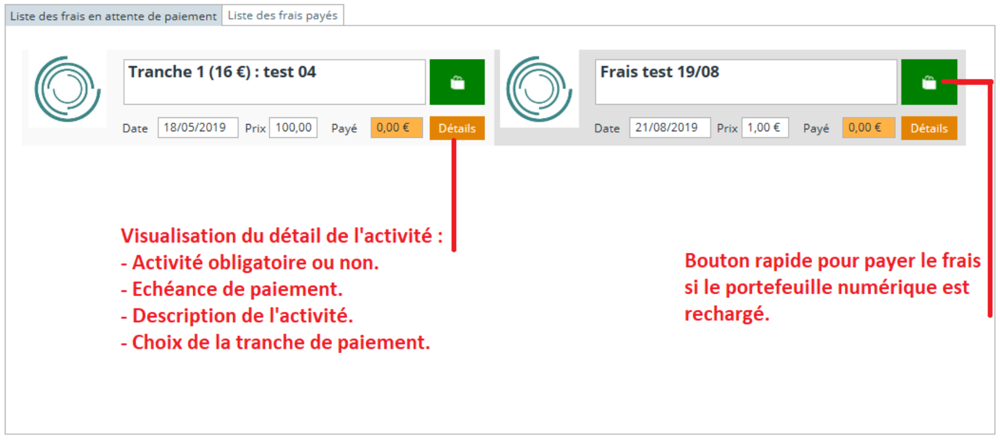 Liste des frais en attente de paiement
Liste des frais payés
Tranche 1 (16 €) : test 04
Date 18/05/2019 Prix 100,00 Payé 0,00 € Détails
Frais test 19/08
Date 21/08/2019 Prix 1,00 € Payé 0,00 € Détails
Visualisation du détail de l'activité :
- Activité obligatoire ou non.
- Echéance de paiement.
- Description de l'activité.
- Choix de la tranche de paiement.
Bouton rapide pour payer le frais
si le portefeuille numérique est
rechargé.